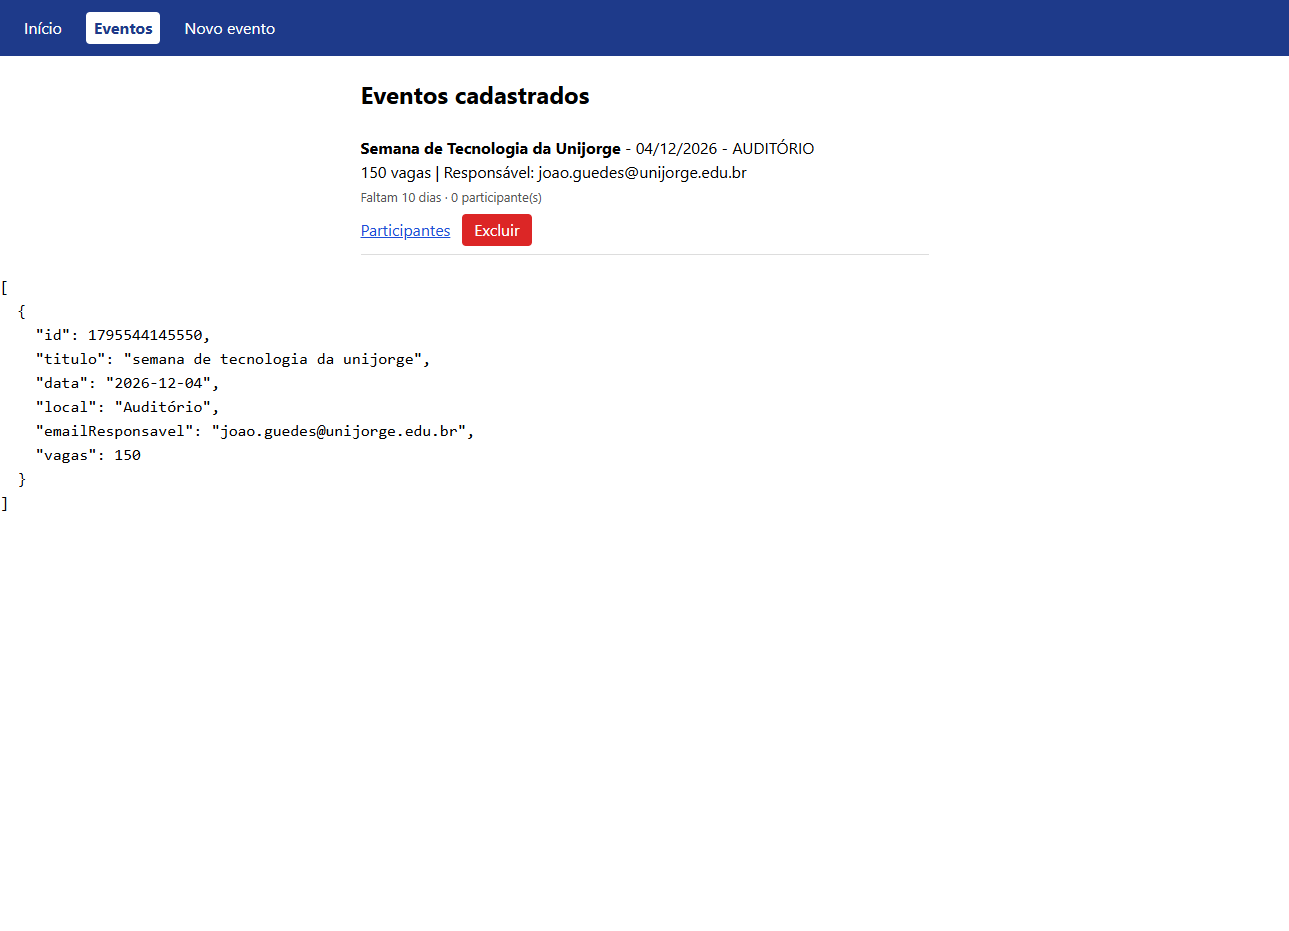 Início Eventos Novo evento
Eventos cadastrados
Semana de Tecnologia da Unijorge - 04/12/2026 - AUDITÓRIO
150 vagas | Responsável: joao.guedes@unijorge.edu.br
Faltam 10 dias · 0 participante(s)
Participantes Excluir
[
  {
    "id": 1795544145550,
    "titulo": "semana de tecnologia da unijorge",
    "data": "2026-12-04",
    "local": "Auditório",
    "emailResponsavel": "joao.guedes@unijorge.edu.br",
    "vagas": 150
  }
]